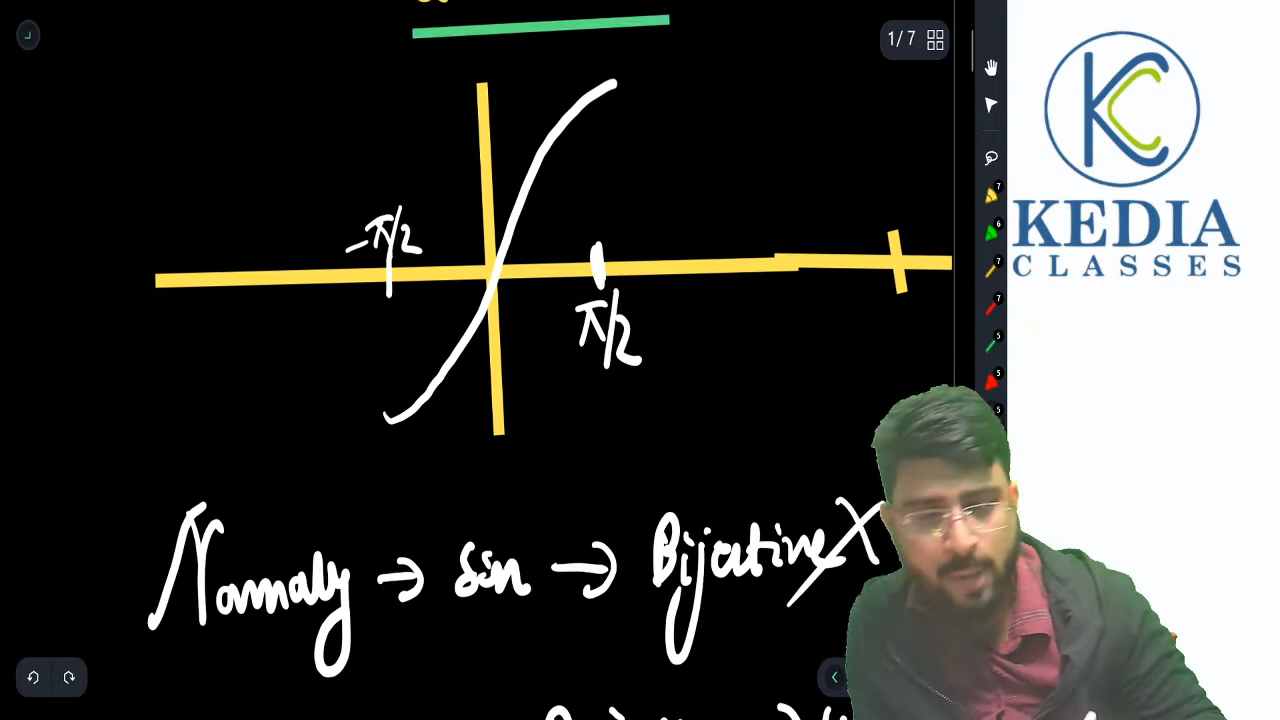 1/7
KEDIA
CLASSES
-π/2
π/2
Normaly → Sin → Bijective X